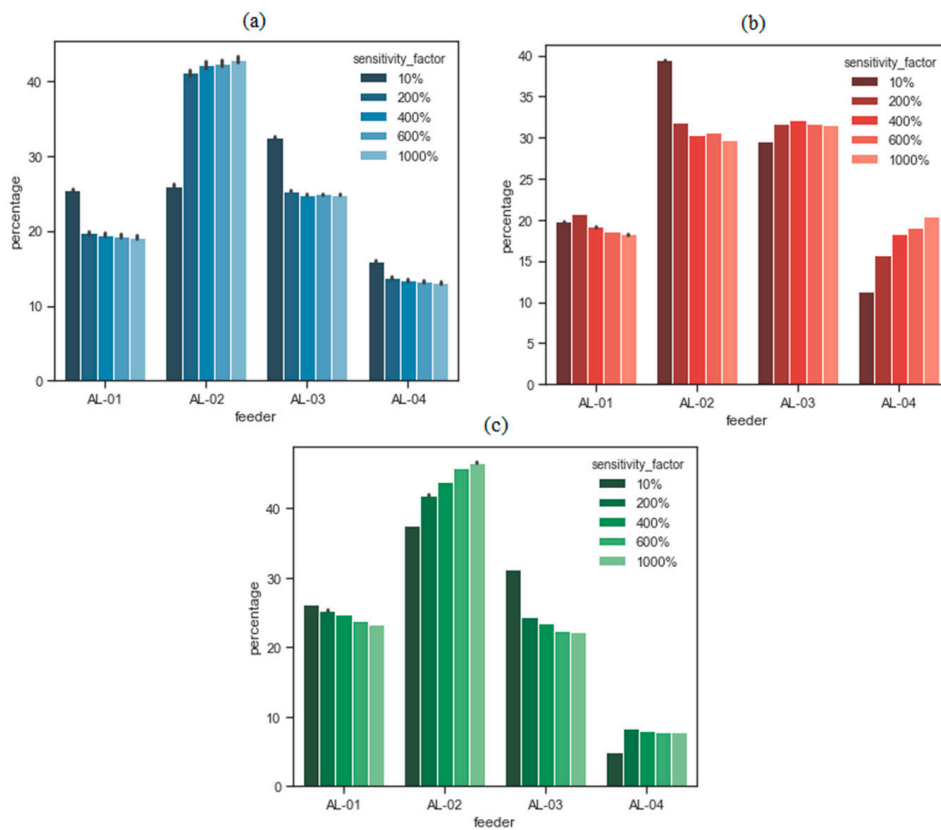 (a)
percentage
40
30
20
10
0
sensitivity_factor
10%
200%
400%
600%
1000%
AL-01 AL-02 AL-03 AL-04
feeder
(b)
percentage
40
35
30
25
20
15
10
5
0
sensitivity_factor
10%
200%
400%
600%
1000%
AL-01 AL-02 AL-03 AL-04
feeder
(c)
percentage
40
30
20
10
0
sensitivity_factor
10%
200%
400%
600%
1000%
AL-01 AL-02 AL-03 AL-04
feeder